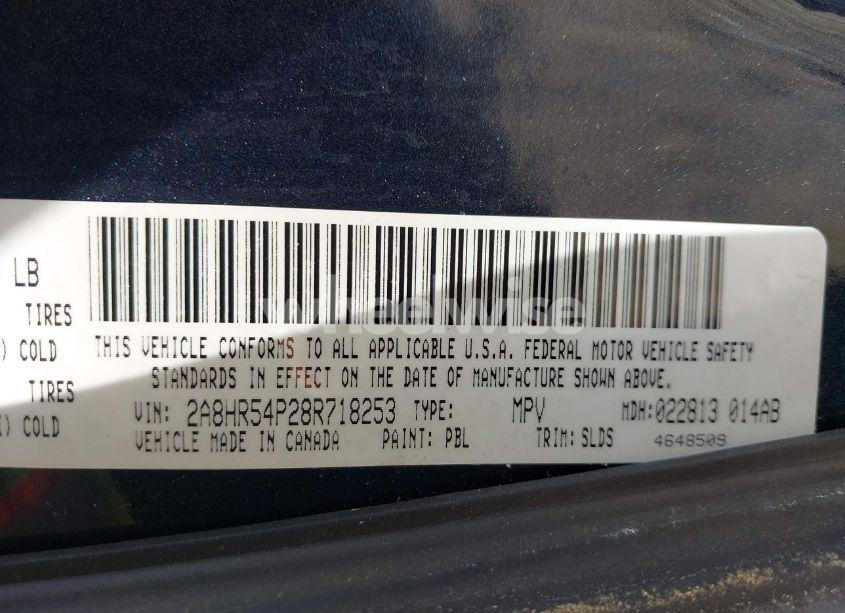 LB
TIRES
) COLD
TIRES
) COLD
wheelwise
THIS VEHICLE CONFORMS TO ALL APPLICABLE U.S.A. FEDERAL MOTOR VEHICLE SAFETY
STANDARDS IN EFFECT ON THE DATE OF MANUFACTURE SHOWN ABOVE.
VIN: 2A8HR54P28R718253 TYPE: MPV MDH:022813 014AB
VEHICLE MADE IN CANADA PAINT: PBL TRIM: SLDS 4648509